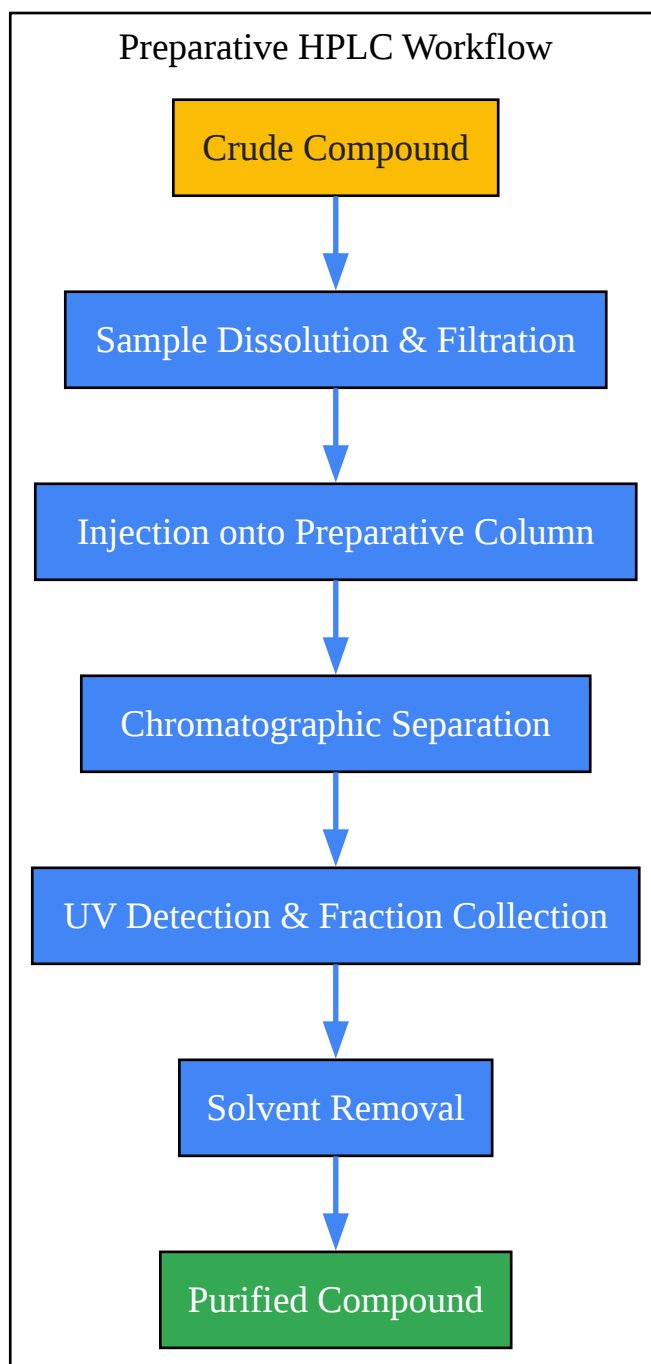 Preparative HPLC Workflow
Crude Compound
Sample Dissolution & Filtration
Injection onto Preparative Column
Chromatographic Separation
UV Detection & Fraction Collection
Solvent Removal
Purified Compound